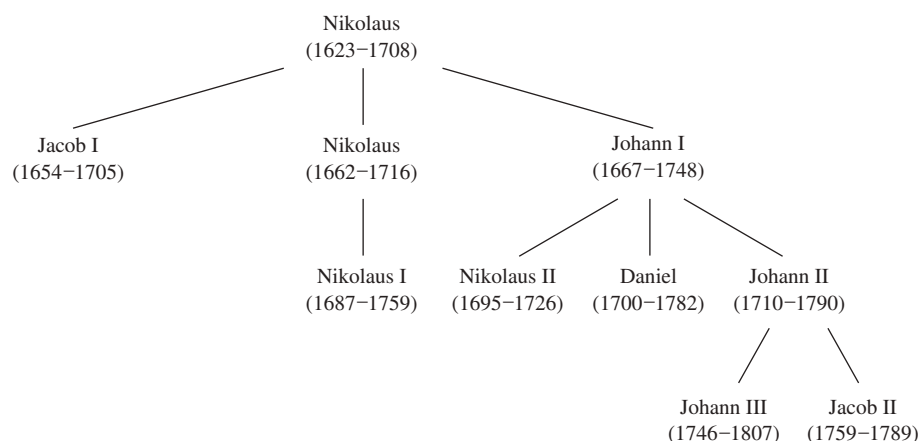 Nikolaus
(1623−1708)
Jacob I
(1654−1705)
Nikolaus
(1662−1716)
Johann I
(1667−1748)
Nikolaus I
(1687−1759)
Nikolaus II
(1695−1726)
Daniel
(1700−1782)
Johann II
(1710−1790)
Johann III
(1746−1807)
Jacob II
(1759−1789)